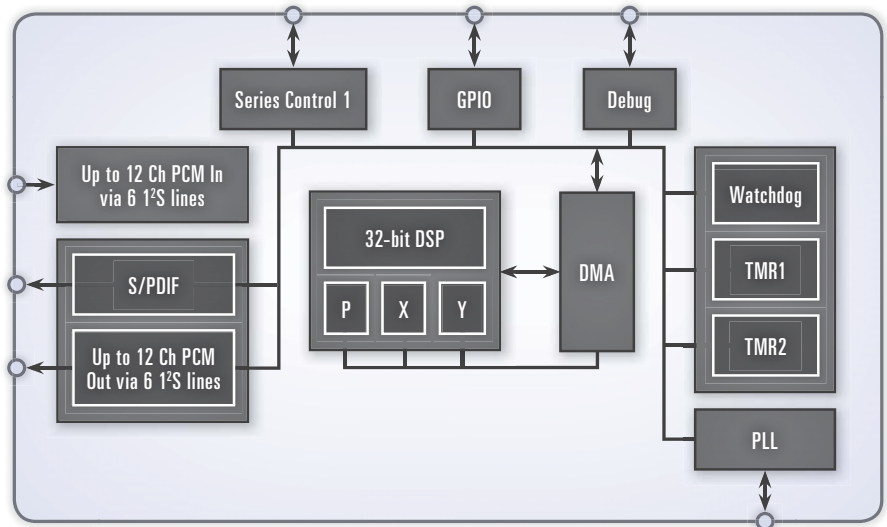 Series Control 1
GPIO
Debug
Up to 12 Ch PCM In
via 6 1²S lines
Watchdog
32-bit DSP
DMA
S/PDIF
TMR1
P
X
Y
Up to 12 Ch PCM
Out via 6 1²S lines
TMR2
PLL